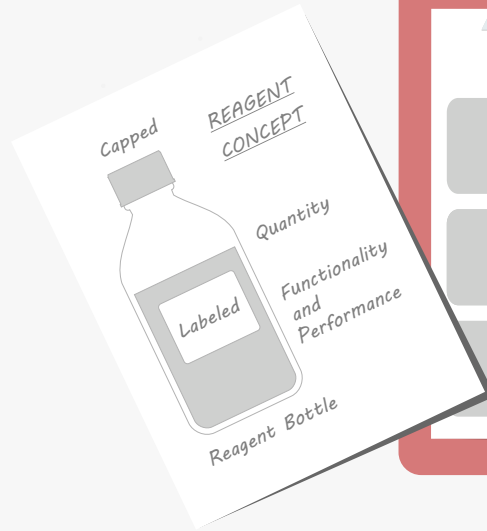 REAGENT
CONCEPT
Capped
Quantity
Functionality
and
Performance
Labeled
Reagent Bottle